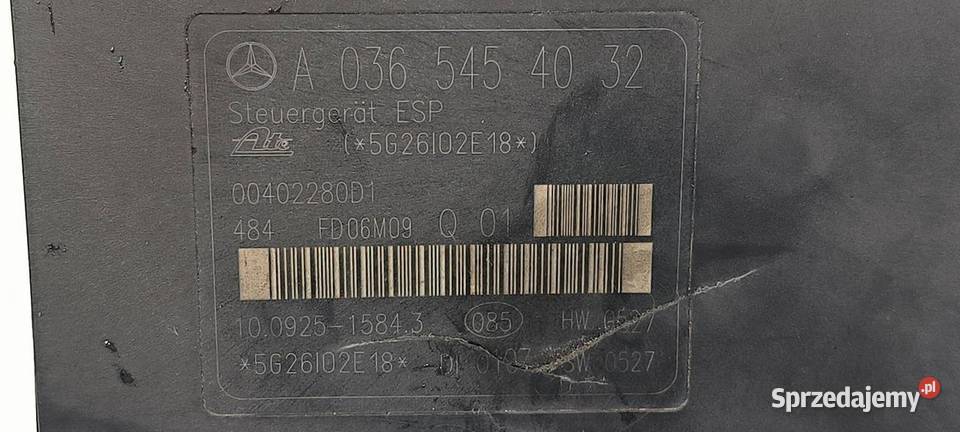 A 036 545 40 32
Steuergerät ESP
Ate (*5G26I02E18*)
00402280D1
484 FD06M09 Q 01
10.0925-1584.3 085 HW 0527
*5G26I02E18* SW 0527
Sprzedajemy.pl